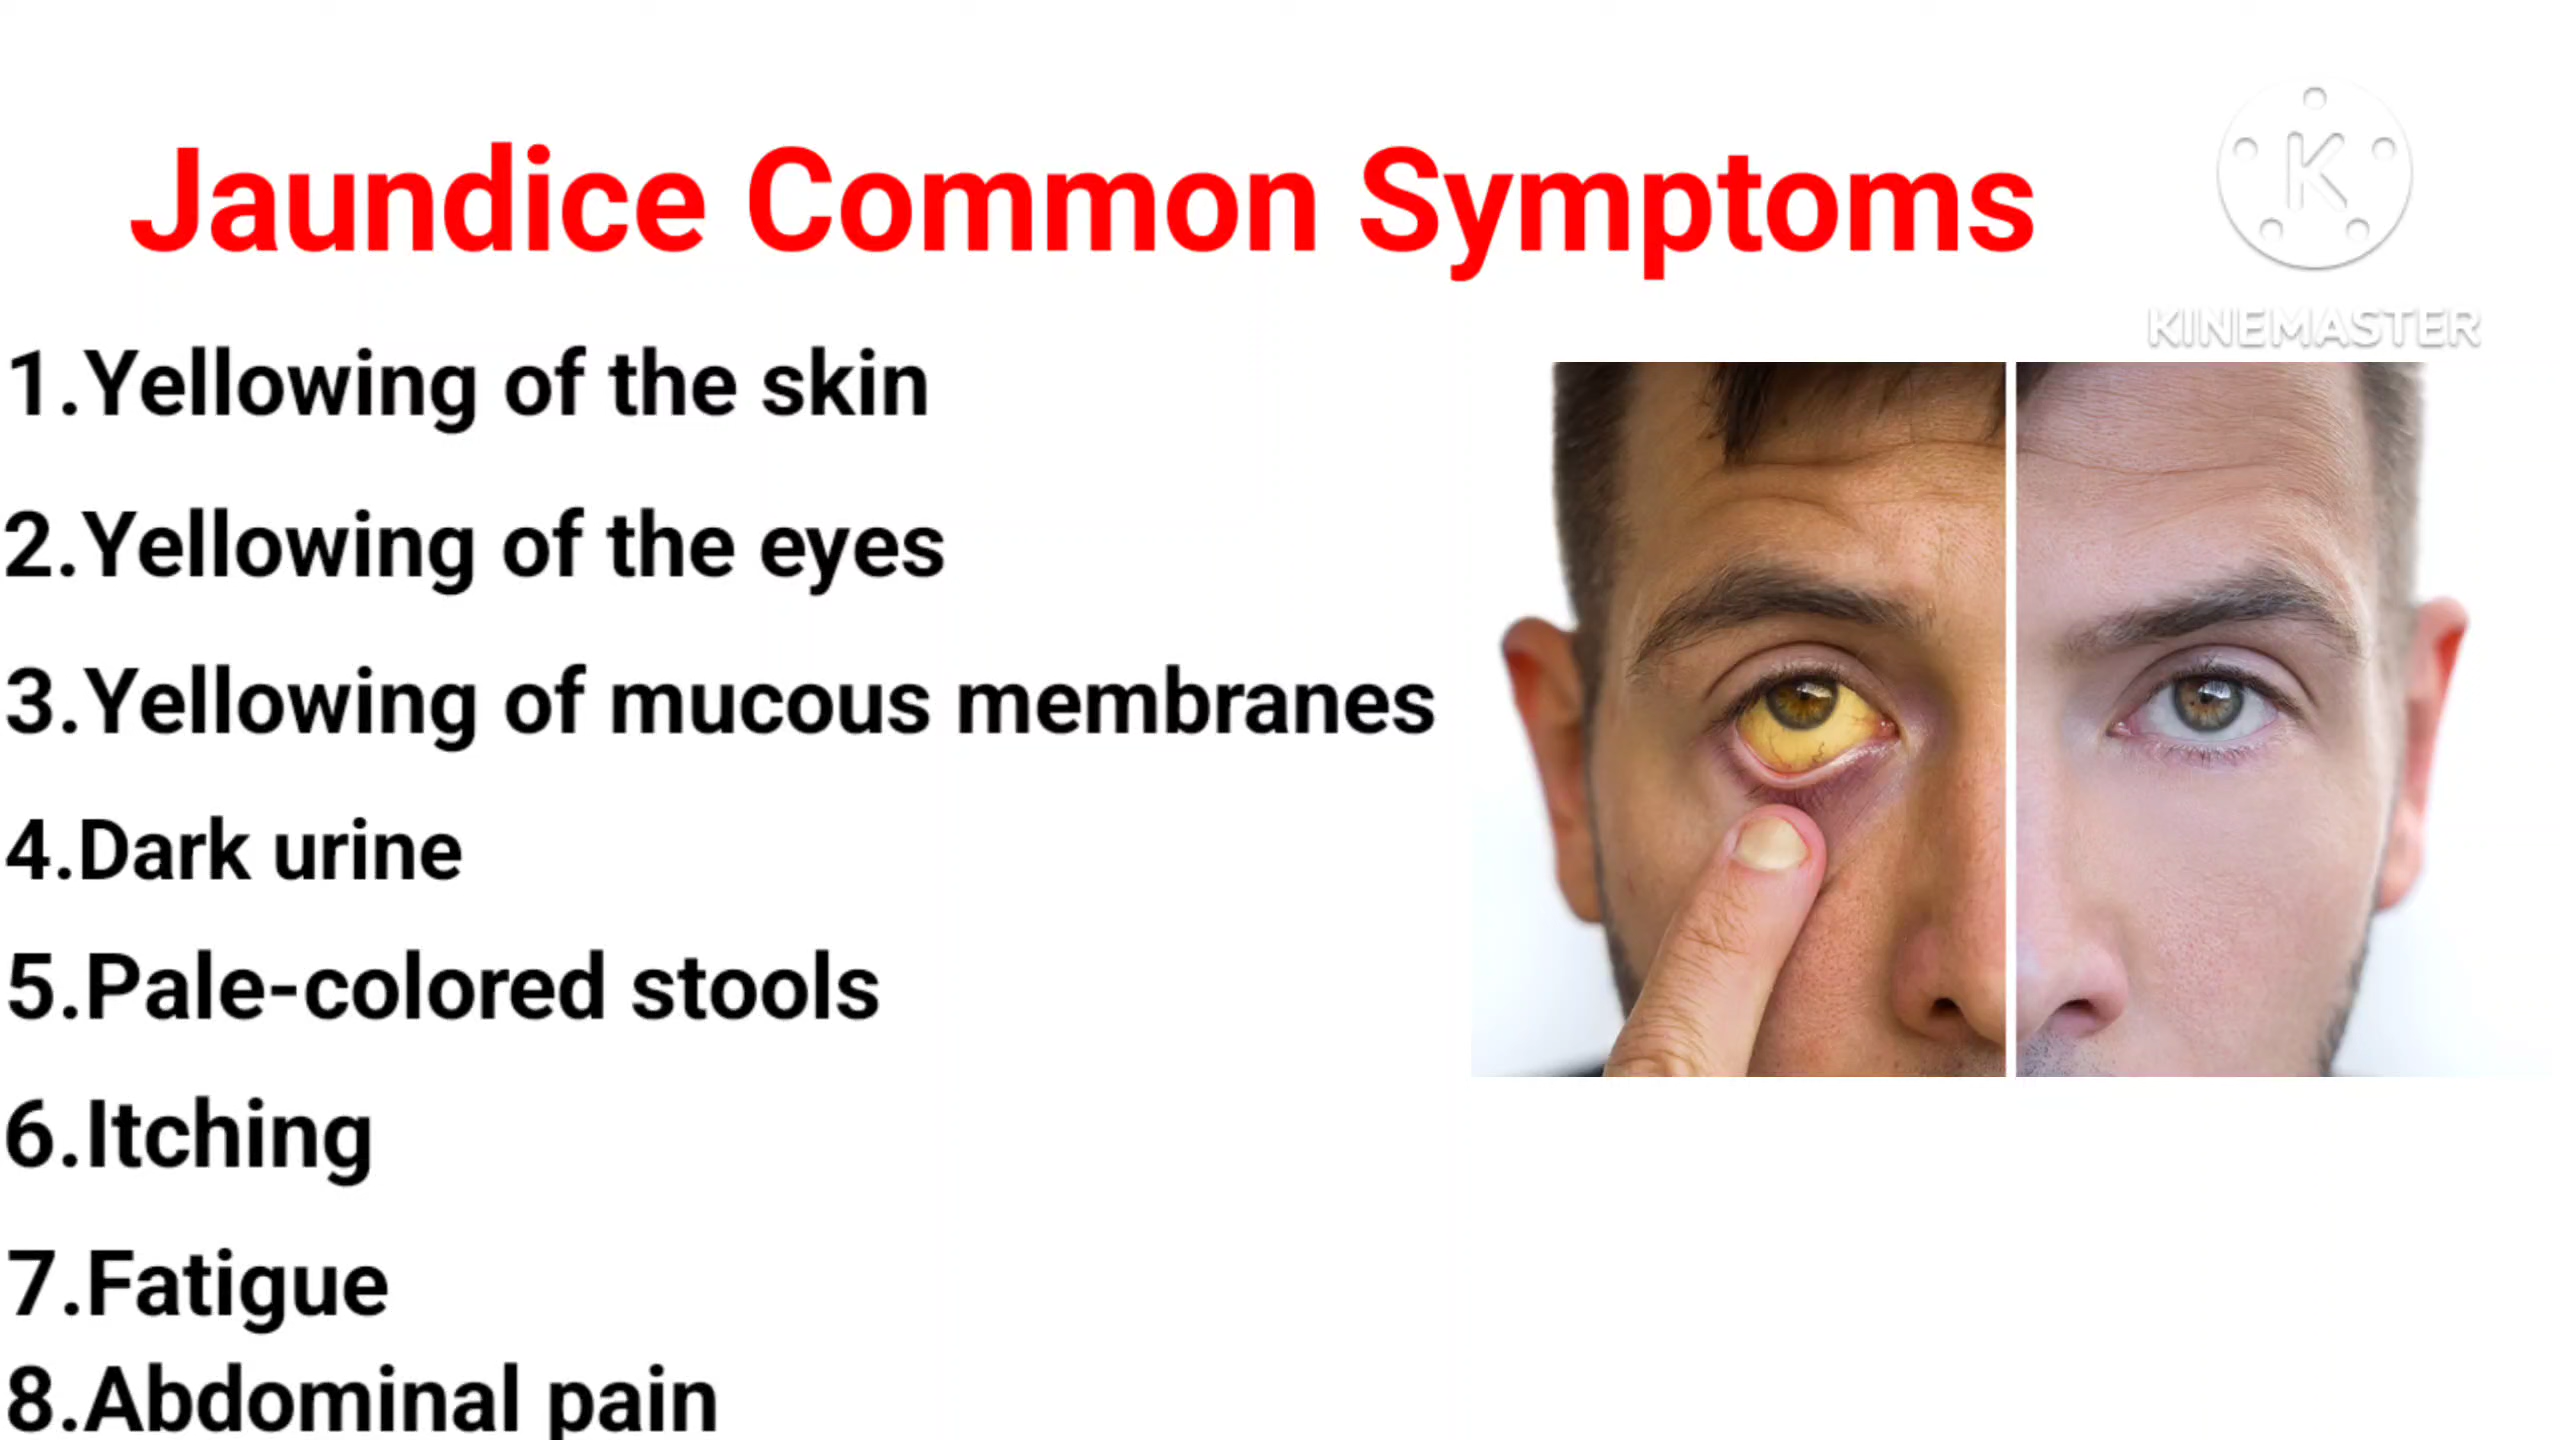 Jaundice Common Symptoms
KINEMASTER
1.Yellowing of the skin
2.Yellowing of the eyes
3.Yellowing of mucous membranes
4.Dark urine
5.Pale-colored stools
6.Itching
7.Fatigue
8.Abdominal pain